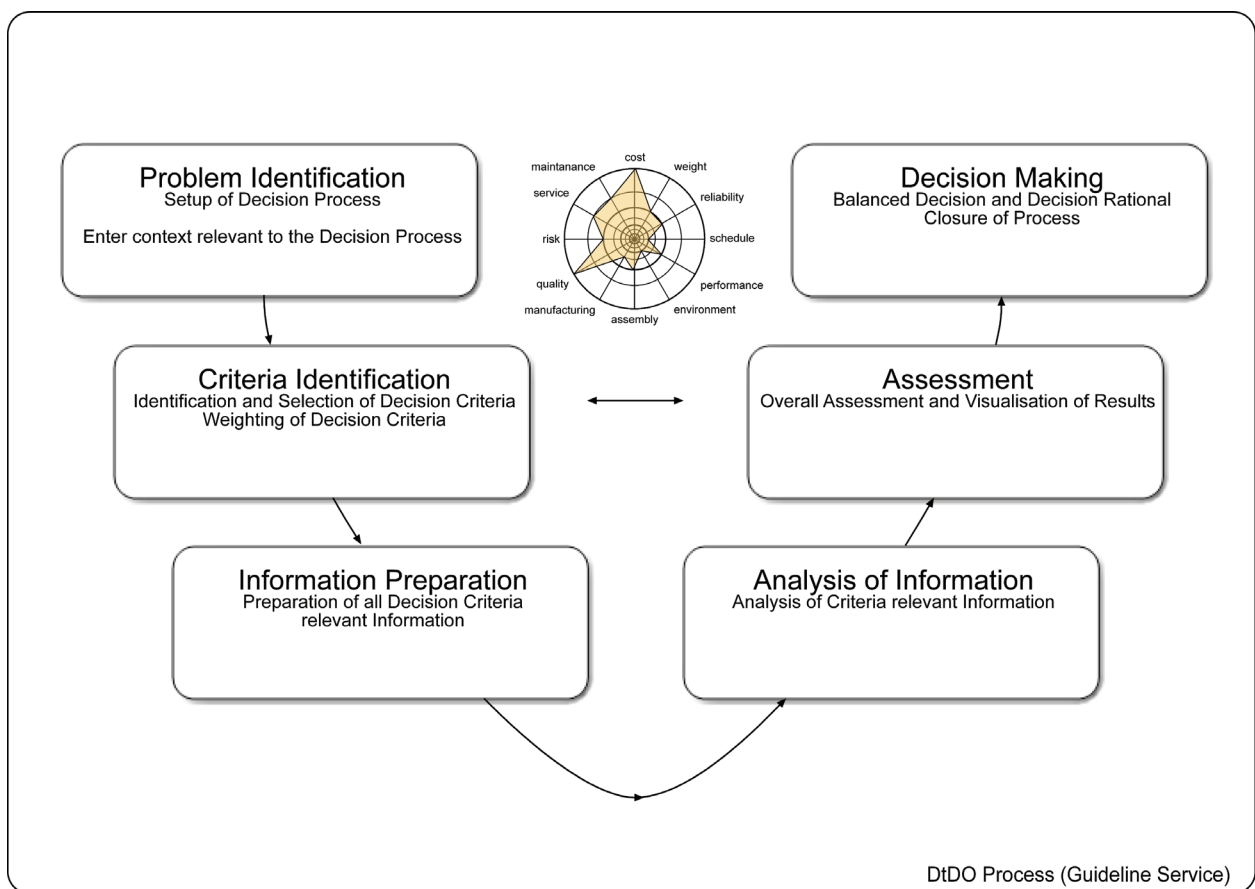 Problem Identification
Setup of Decision Process
Enter context relevant to the Decision Process
Criteria Identification
Identification and Selection of Decision Criteria
Weighting of Decision Criteria
Information Preparation
Preparation of all Decision Criteria
relevant Information
cost
weight
reliability
schedule
performance
environment
assembly
manufacturing
quality
risk
service
maintanance
Analysis of Information
Analysis of Criteria relevant Information
Assessment
Overall Assessment and Visualisation of Results
Decision Making
Balanced Decision and Decision Rational
Closure of Process
DtDO Process (Guideline Service)